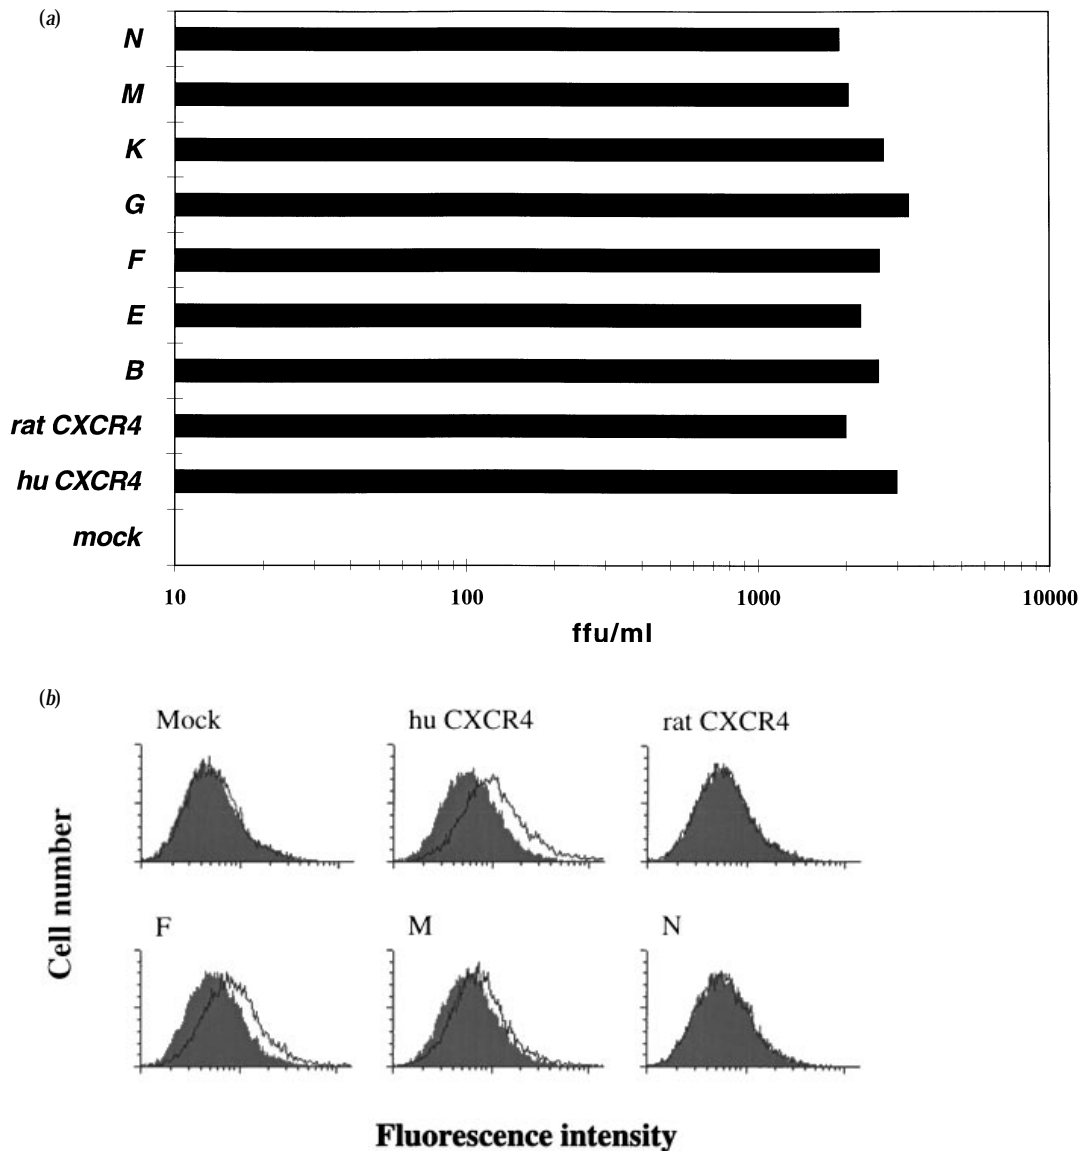 (a)
N
M
K
G
F
E
B
rat CXCR4
hu CXCR4
mock
10 100 1000 10000
ffu/ml
(b)
Mock hu CXCR4 rat CXCR4
Cell number
F M N
Fluorescence intensity